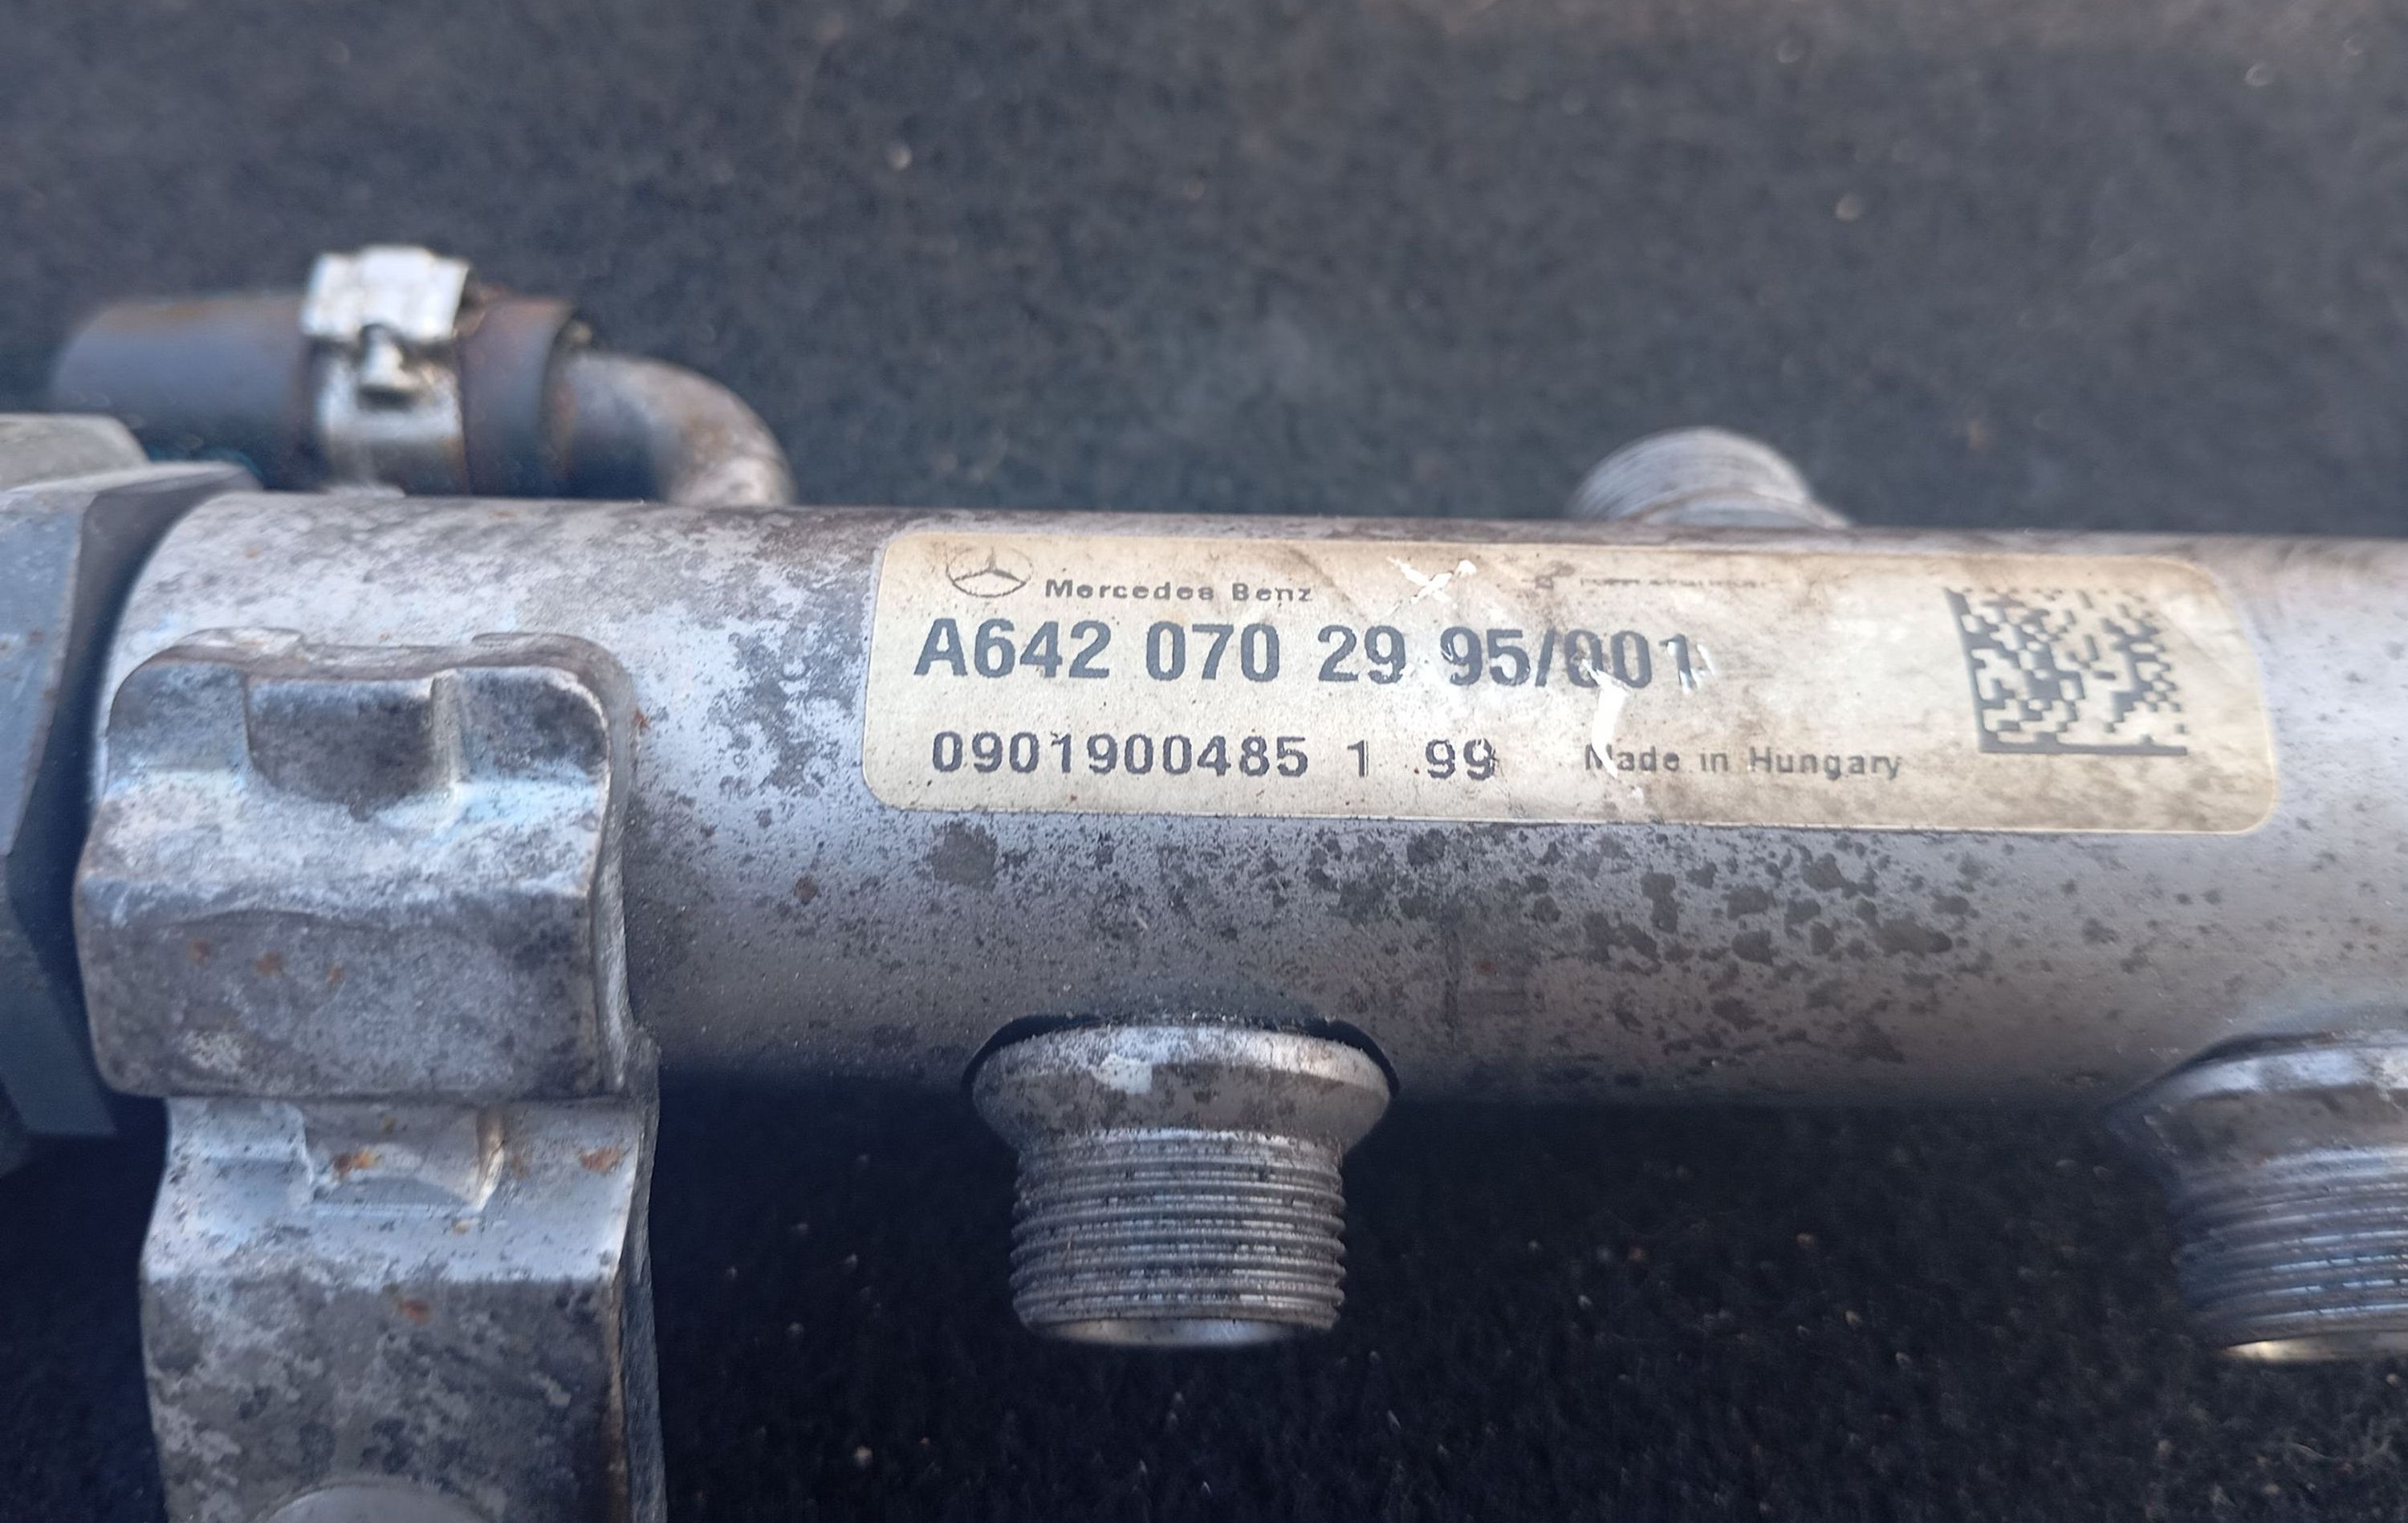 Mercedes Benz
A642 070 29 95/001
0901900485 1 99 Made in Hungary